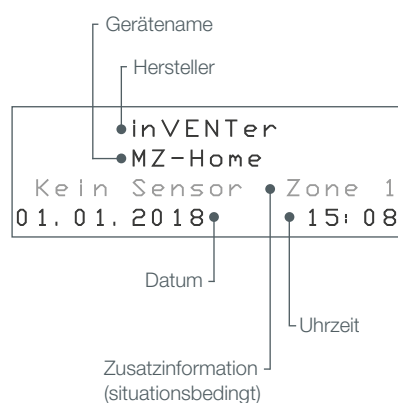 Gerätename
Hersteller
inVENTer
MZ-Home
Kein Sensor Zone 1
01.01.2018 15:08
Datum
Uhrzeit
Zusatzinformation
(situationsbedingt)